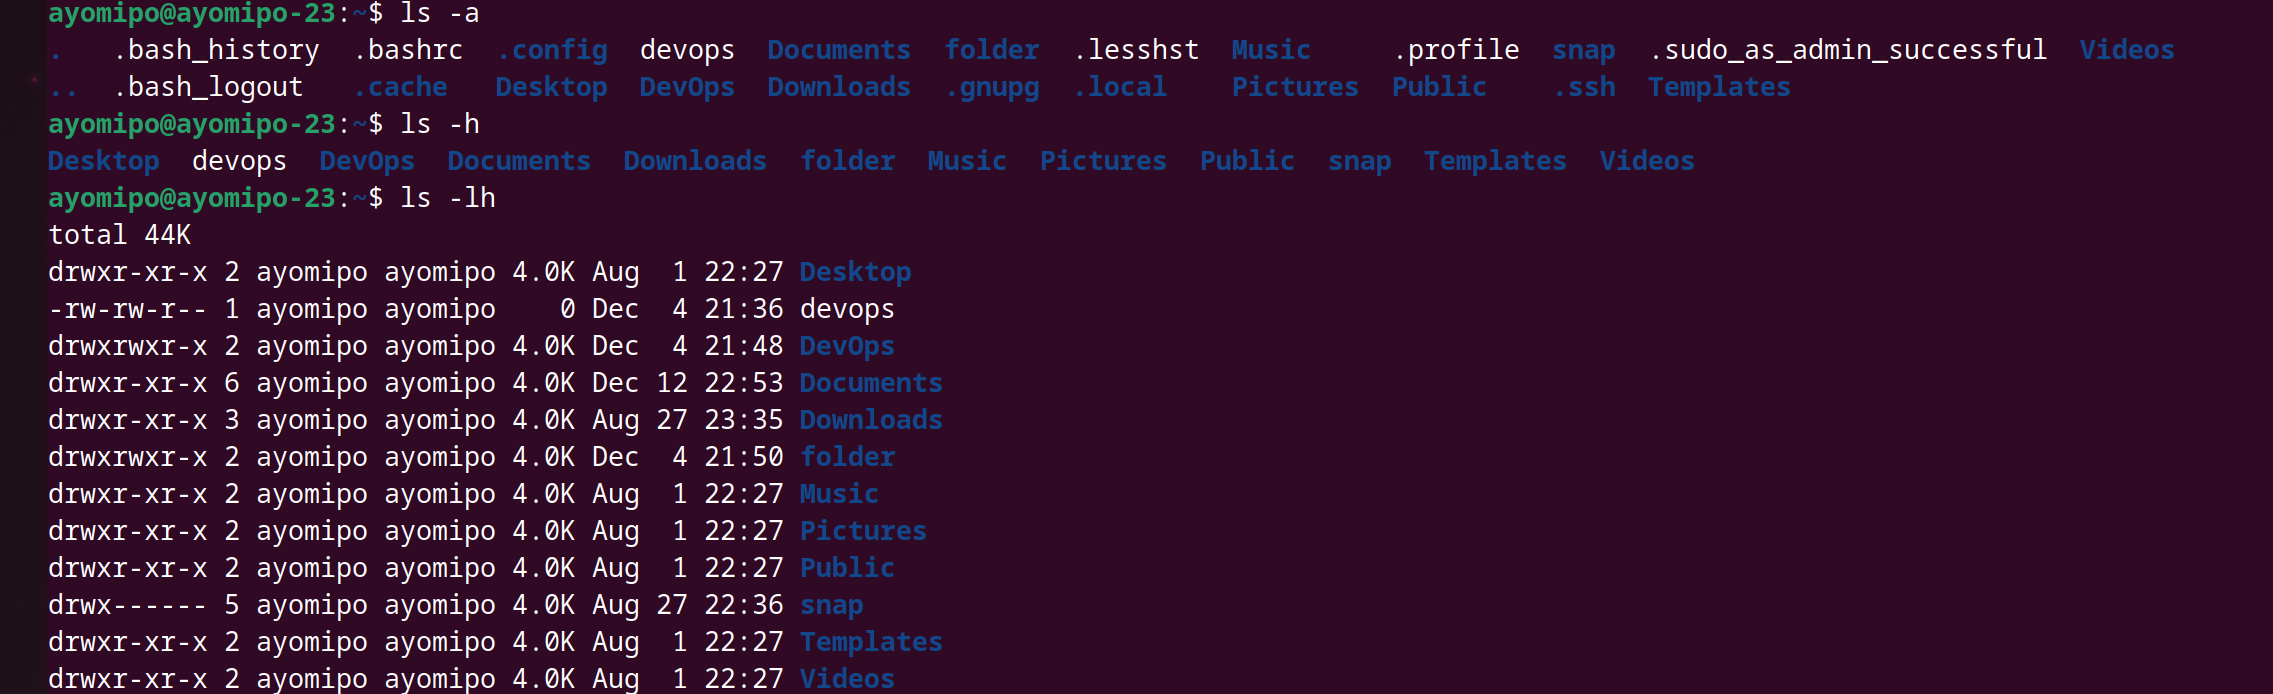 ayomipo@ayomipo-23:~$ ls -a
.   .bash_history  .bashrc  .config  devops  Documents  folder  .lesshst  Music     .profile  snap  .sudo_as_admin_successful  Videos
..  .bash_logout   .cache   Desktop  DevOps  Downloads  .gnupg  .local    Pictures  Public    .ssh  Templates
ayomipo@ayomipo-23:~$ ls -h
Desktop  devops  DevOps  Documents  Downloads  folder  Music  Pictures  Public  snap  Templates  Videos
ayomipo@ayomipo-23:~$ ls -lh
total 44K
drwxr-xr-x 2 ayomipo ayomipo 4.0K Aug  1 22:27 Desktop
-rw-rw-r-- 1 ayomipo ayomipo    0 Dec  4 21:36 devops
drwxrwxr-x 2 ayomipo ayomipo 4.0K Dec  4 21:48 DevOps
drwxr-xr-x 6 ayomipo ayomipo 4.0K Dec 12 22:53 Documents
drwxr-xr-x 3 ayomipo ayomipo 4.0K Aug 27 23:35 Downloads
drwxrwxr-x 2 ayomipo ayomipo 4.0K Dec  4 21:50 folder
drwxr-xr-x 2 ayomipo ayomipo 4.0K Aug  1 22:27 Music
drwxr-xr-x 2 ayomipo ayomipo 4.0K Aug  1 22:27 Pictures
drwxr-xr-x 2 ayomipo ayomipo 4.0K Aug  1 22:27 Public
drwx------ 5 ayomipo ayomipo 4.0K Aug 27 22:36 snap
drwxr-xr-x 2 ayomipo ayomipo 4.0K Aug  1 22:27 Templates
drwxr-xr-x 2 ayomipo ayomipo 4.0K Aug  1 22:27 Videos